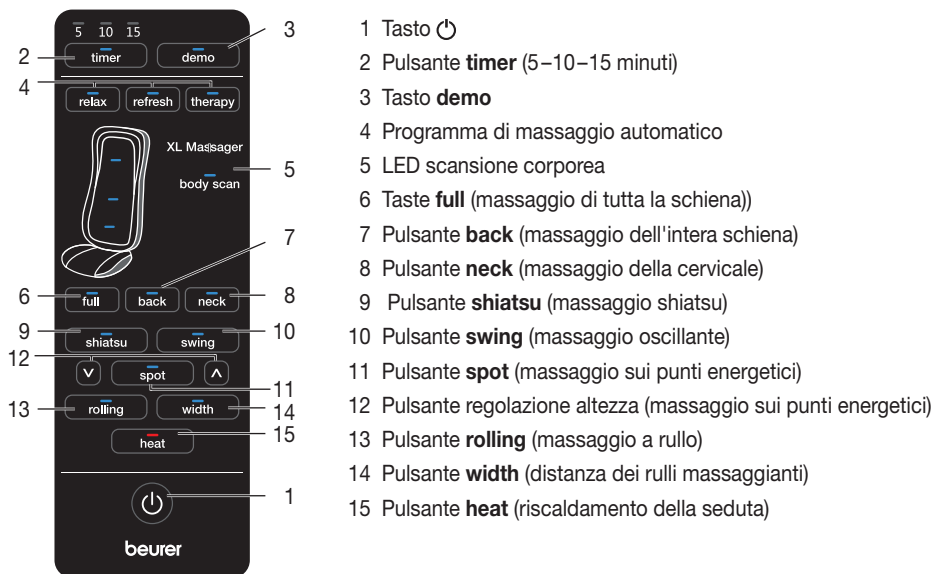 5 10 15
2 timer demo 3
4 relax refresh therapy
XL Massager
body scan 5
7
6 full back neck 8
9 shiatsu swing 10
12 spot
11
13 rolling width 14
heat 15
1
beurer
1 Tasto
2 Pulsante timer (5–10–15 minuti)
3 Tasto demo
4 Programma di massaggio automatico
5 LED scansione corporea
6 Taste full (massaggio di tutta la schiena))
7 Pulsante back (massaggio dell'intera schiena)
8 Pulsante neck (massaggio della cervicale)
9 Pulsante shiatsu (massaggio shiatsu)
10 Pulsante swing (massaggio oscillante)
11 Pulsante spot (massaggio sui punti energetici)
12 Pulsante regolazione altezza (massaggio sui punti energetici)
13 Pulsante rolling (massaggio a rullo)
14 Pulsante width (distanza dei rulli massaggianti)
15 Pulsante heat (riscaldamento della seduta)